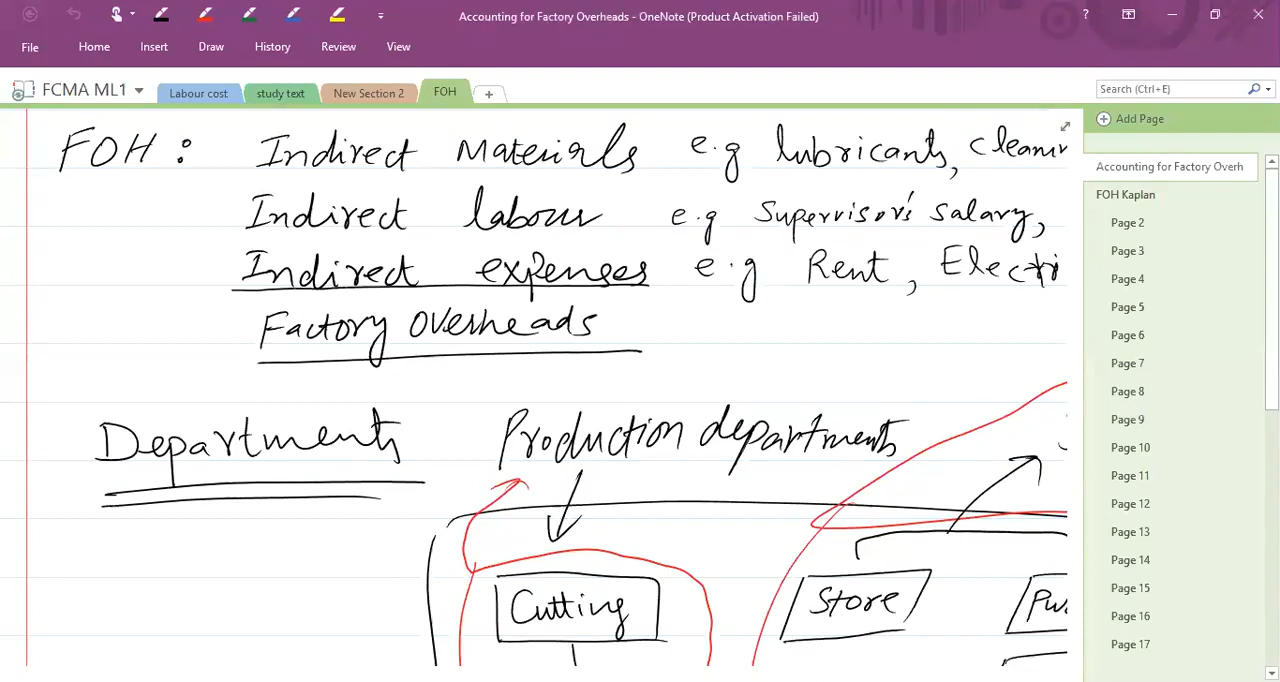 Accounting for Factory Overheads - OneNote (Product Activation Failed)
?
File Home Insert Draw History Review View
FCMA ML1
Labour cost study text New Section 2 FOH +
Search (Ctrl+E)
Add Page
Accounting for Factory Overh
FOH Kaplan
Page 2
Page 3
Page 4
Page 5
Page 6
Page 7
Page 8
Page 9
Page 10
Page 11
Page 12
Page 13
Page 14
Page 15
Page 16
Page 17
FOH : Indirect Materials e.g lubricants,
Indirect labour e.g Supervisor's salary,
Indirect expenses e.g Rent,
Factory overheads
Departments Production departments
Cutting Store